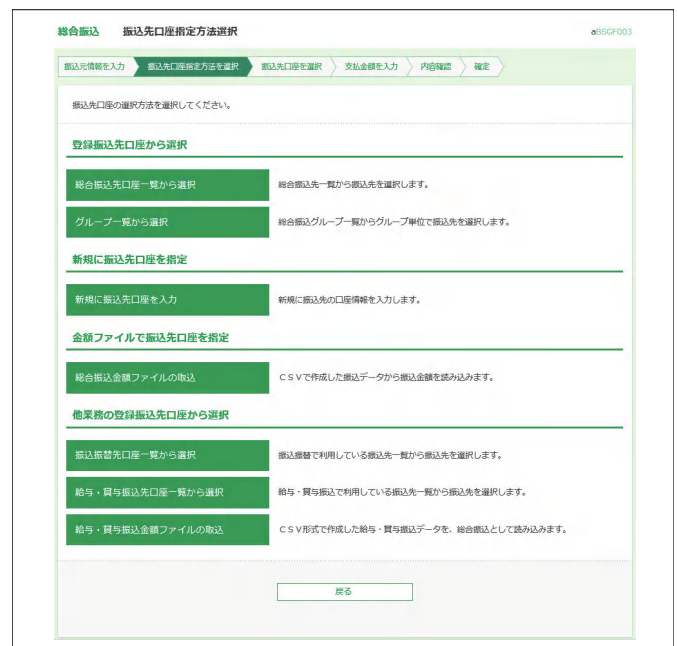 総合振込 振込先口座指定方法選択 aBSGF003
振込元情報を入力 振込先口座指定方法を選択 振込先口座を選択 支払金額を入力 内容確認 確定
振込先口座の選択方法を選択してください。
登録振込先口座から選択
総合振込先口座一覧から選択 総合振込先一覧から振込先を選択します。
グループ一覧から選択 総合振込グループ一覧からグループ単位で振込先を選択します。
新規に振込先口座を指定
新規に振込先口座を入力 新規に振込先の口座情報を入力します。
金額ファイルで振込先口座を指定
総合振込金額ファイルの取込 ＣＳＶで作成した振込データから振込金額を読み込みます。
他業務の登録振込先口座から選択
振込振替先口座一覧から選択 振込振替で利用している振込先一覧から振込先を選択します。
給与・賞与振込先口座一覧から選択 給与・賞与振込で利用している振込先一覧から振込先を選択します。
給与・賞与振込金額ファイルの取込 ＣＳＶ形式で作成した給与・賞与振込データを、総合振込として読み込みます。
戻る